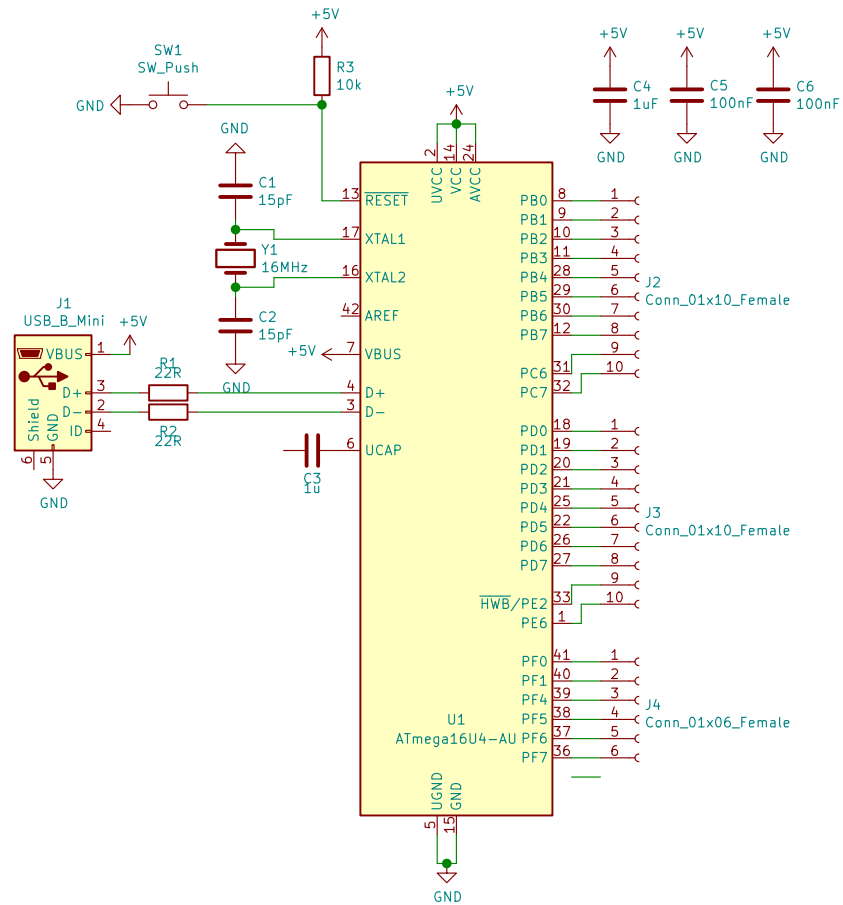 +5V
SW1
SW_Push
GND
R3
10k
+5V
C4
1uF
GND
+5V
C5
100nF
GND
+5V
C6
100nF
GND
+5V
GND
C1
15pF
Y1
16MHz
C2
15pF
GND
J1
USB_B_Mini
+5V
VBUS 1
D+ 3
D- 2
ID 4
Shield
GND
6
5
GND
R1
22R
R2
22R
+5V
C3
1u
2
14
24
UVCC
VCC
AVCC
13 RESET
17 XTAL1
16 XTAL2
42 AREF
7 VBUS
4 D+
3 D-
6 UCAP
PB0 8 1
PB1 9 2
PB2 10 3
PB3 11 4
PB4 28 5
PB5 29 6
PB6 30 7
PB7 12 8
9
PC6 31
10
PC7 32
J2
Conn_01x10_Female
PD0 18 1
PD1 19 2
PD2 20 3
PD3 21 4
PD4 25 5
PD5 22 6
PD6 26 7
PD7 27 8
9
HWB/PE2 33
10
PE6 1
J3
Conn_01x10_Female
PF0 41 1
PF1 40 2
PF4 39 3
PF5 38 4
PF6 37 5
PF7 36 6
J4
Conn_01x06_Female
U1
ATmega16U4-AU
UGND
GND
5
15
GND